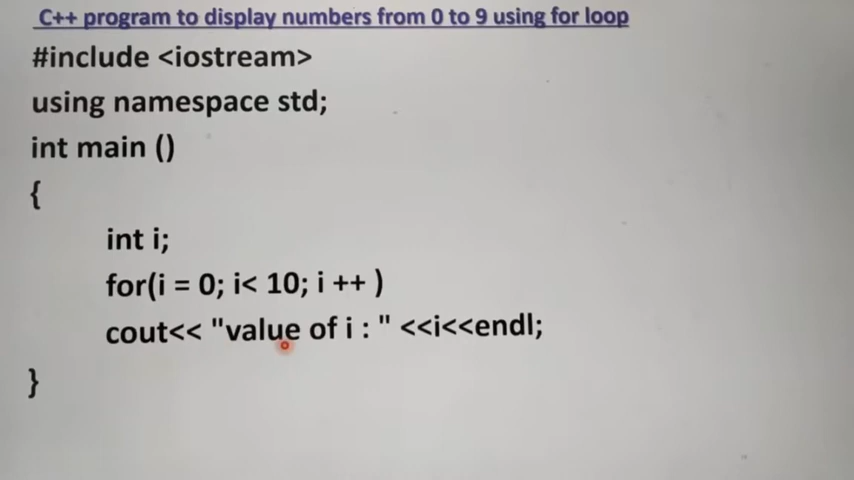 C++ program to display numbers from 0 to 9 using for loop
#include <iostream>
using namespace std;
int main ()
{
int i;
for(i = 0; i< 10; i ++ )
cout<< "value of i : " <<i<<endl;
}